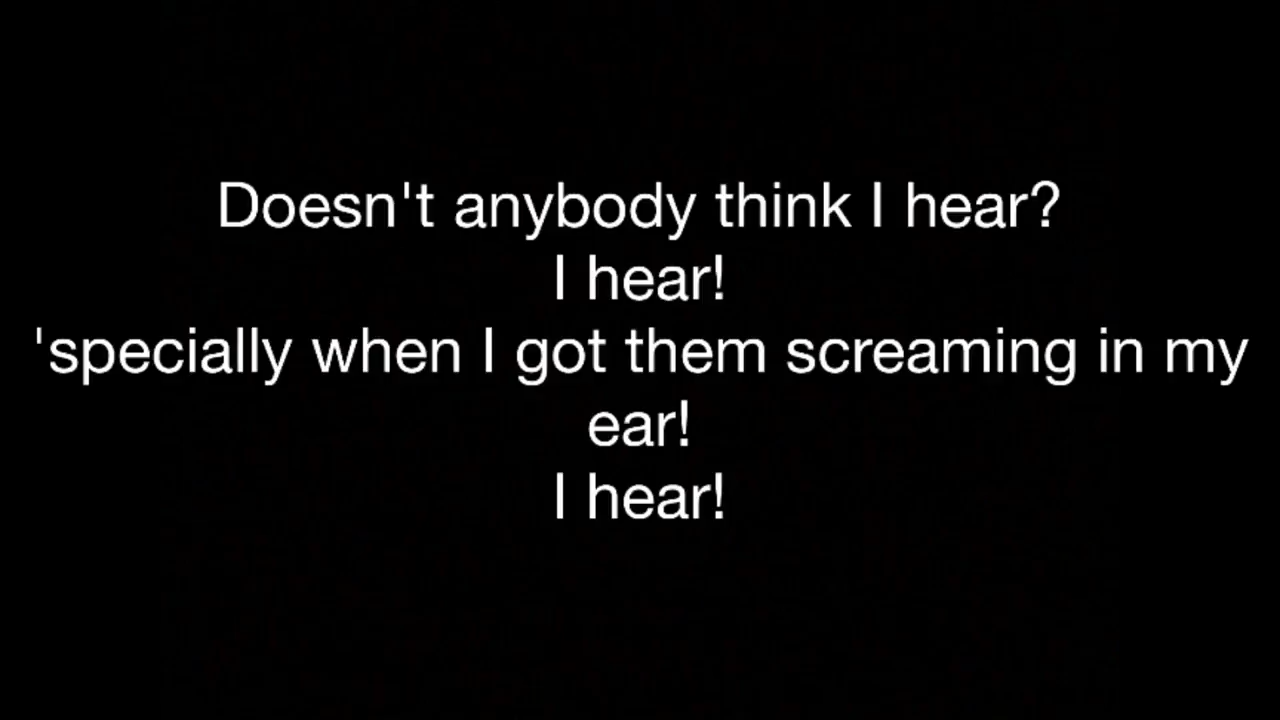 Doesn't anybody think I hear?
I hear!
'specially when I got them screaming in my
ear!
I hear!